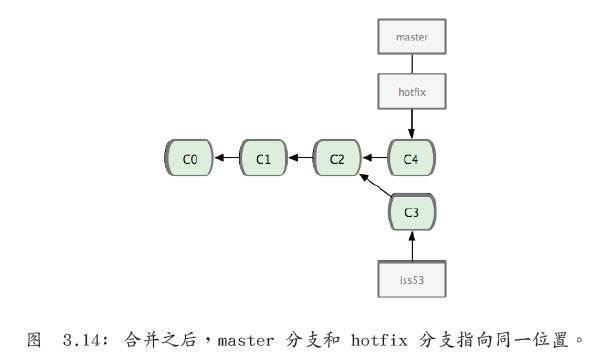 master
hotfix
C0 C1 C2 C4
C3
iss53
图 3.14: 合并之后，master 分支和 hotfix 分支指向同一位置。